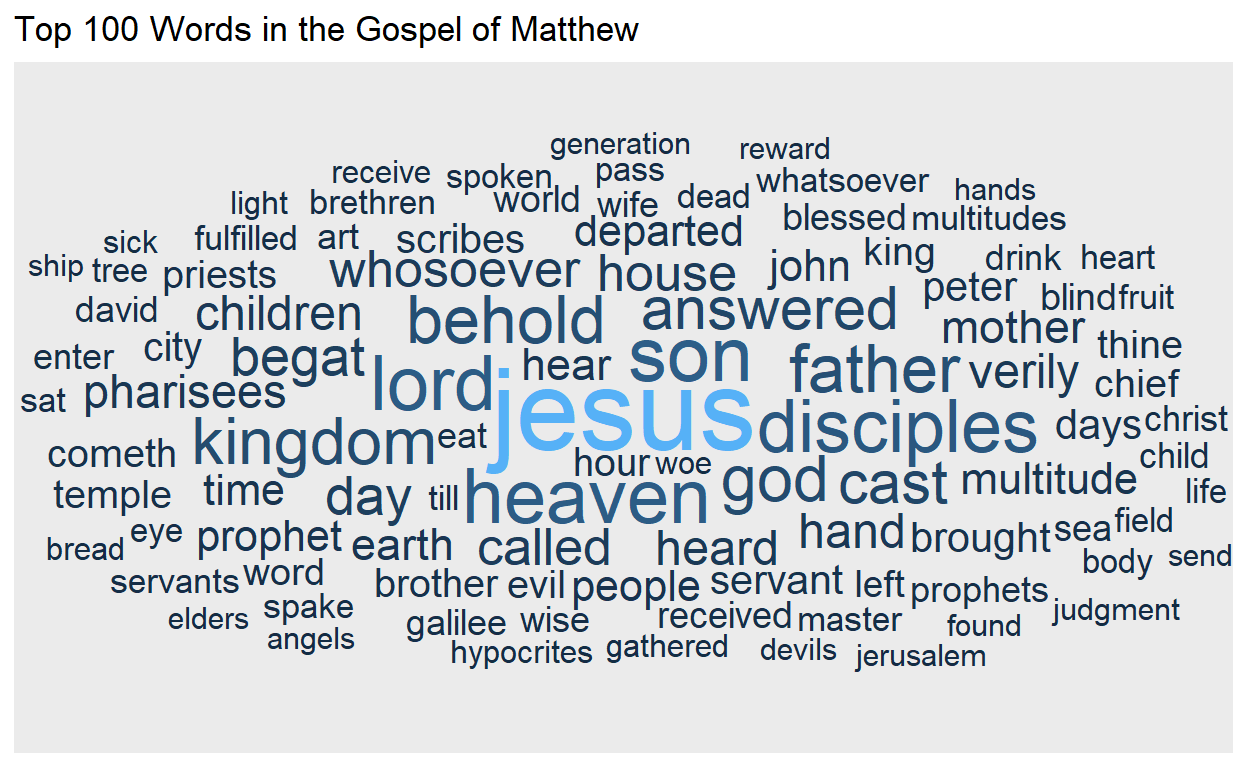 Top 100 Words in the Gospel of Matthew
generation reward
receive spoken pass whatsoever hands
light brethren world wife dead
sick fulfilled art scribes departed blessed multitudes
ship tree priests whosoever house john king drink heart
david children behold answered peter blind fruit
enter city begat lord hear son father mother verily thine
sat pharisees jesus disciples chief days christ
cometh kingdom eat hour woe god cast multitude child
temple time day till heaven life
bread eye prophet earth called heard hand brought sea field
servants word brother evil people servant left prophets body send
elders spake galilee wise received master found judgment
angels hypocrites gathered devils jerusalem